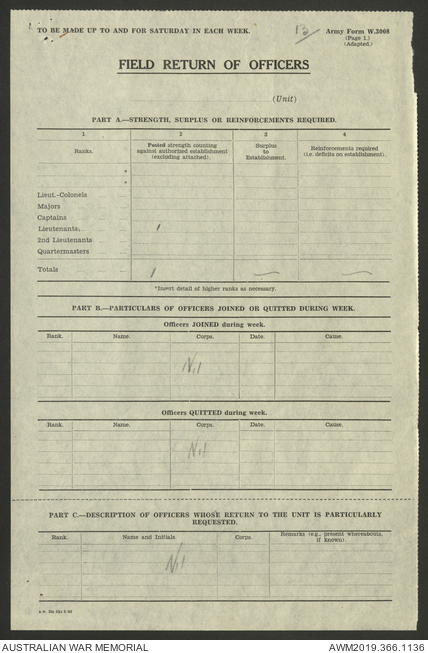 TO BE MADE UP TO AND FOR SATURDAY IN EACH WEEK.
13
Army Form W.3008
(Page 1.)
(Adapted.)
FIELD RETURN OF OFFICERS
(Unit)
PART A.—STRENGTH, SURPLUS OR REINFORCEMENTS REQUIRED.
1 2 3 4
Ranks.
Posted strength counting
against authorized establishment
(excluding attached).
Surplus
to
Establishment.
Reinforcements required
(i.e. deficits on establishment).
*
*
Lieut.-Colonels
Majors
Captains
Lieutenants 1
2nd Lieutenants
Quartermasters
Totals 1 — —
*Insert detail of higher ranks as necessary.
PART B.—PARTICULARS OF OFFICERS JOINED OR QUITTED DURING WEEK.
Officers JOINED during week.
Rank. Name. Corps. Date. Cause.
Nil
Officers QUITTED during week.
Rank. Name. Corps. Date. Cause.
Nil
PART C.—DESCRIPTION OF OFFICERS WHOSE RETURN TO THE UNIT IS PARTICULARLY
REQUESTED.
Rank. Name and Initials. Corps.
Remarks (e.g., present whereabouts,
if known).
Nil
AUSTRALIAN WAR MEMORIAL
AWM2019.366.1136